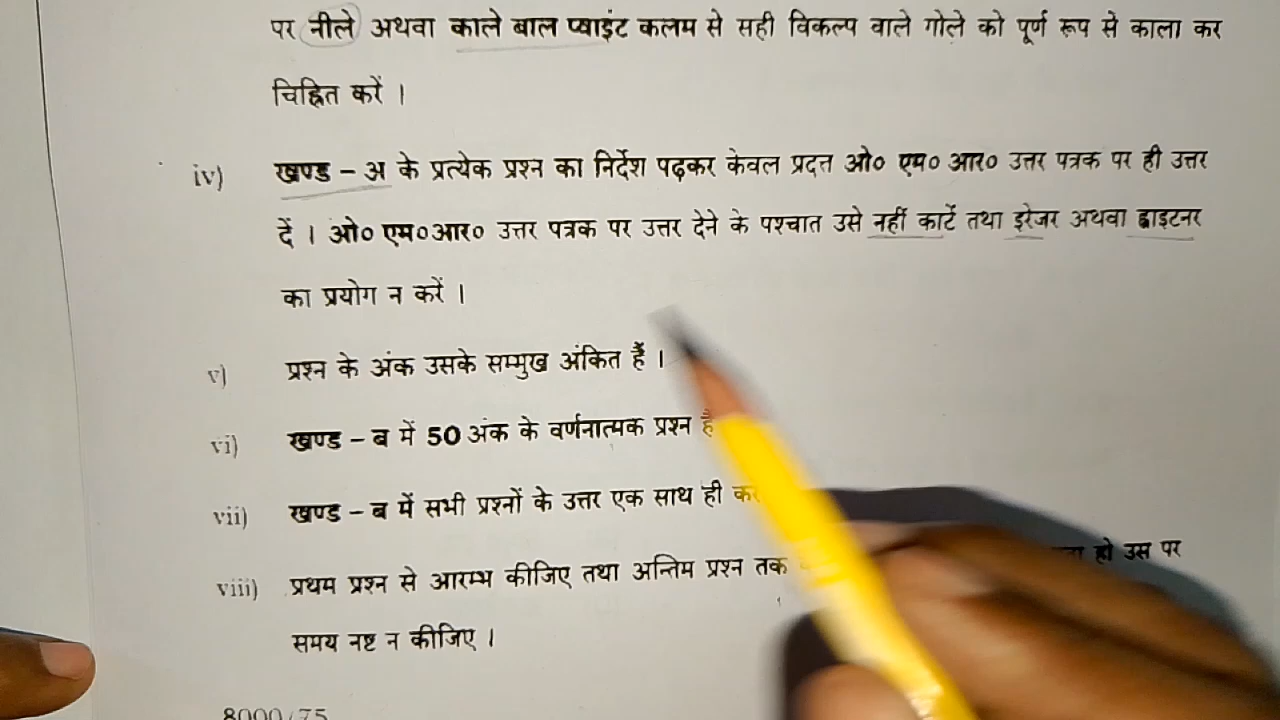 पर नीले अथवा काले बाल प्वाइंट कलम से सही विकल्प वाले गोले को पूर्ण रूप से काला कर
चिह्नित करें ।
iv) खण्ड – अ के प्रत्येक प्रश्न का निर्देश पढ़कर केवल प्रदत्त ओ० एम० आर० उत्तर पत्रक पर ही उत्तर
दें । ओ० एम०आर० उत्तर पत्रक पर उत्तर देने के पश्चात उसे नहीं काटें तथा इरेजर अथवा ह्वाइटनर
का प्रयोग न करें ।
v) प्रश्न के अंक उसके सम्मुख अंकित हैं ।
vi) खण्ड – ब में 50 अंक के वर्णनात्मक प्रश्न
vii) खण्ड – ब में सभी प्रश्नों के उत्तर एक साथ ही
viii) प्रथम प्रश्न से आरम्भ कीजिए तथा अन्तिम प्रश्न तक हो उस पर
समय नष्ट न कीजिए ।
8000/75